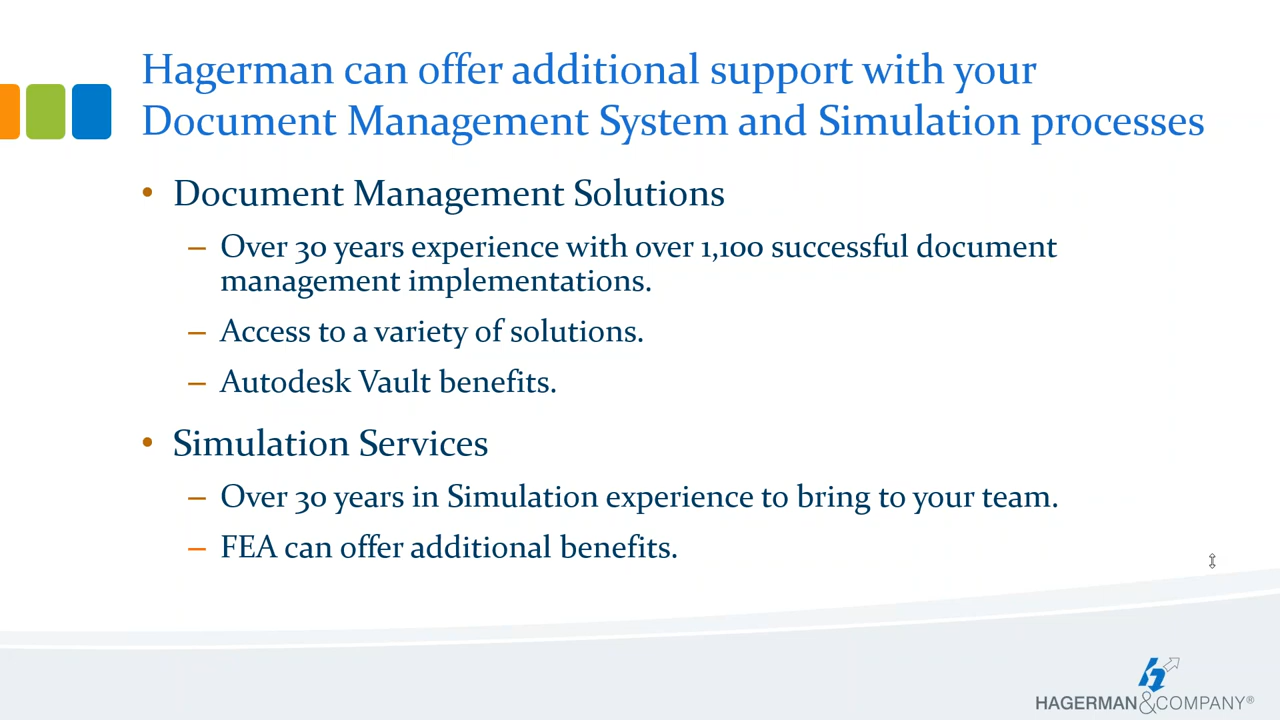 Hagerman can offer additional support with your
Document Management System and Simulation processes
• Document Management Solutions
– Over 30 years experience with over 1,100 successful document
management implementations.
– Access to a variety of solutions.
– Autodesk Vault benefits.
• Simulation Services
– Over 30 years in Simulation experience to bring to your team.
– FEA can offer additional benefits.
HAGERMAN&COMPANY®